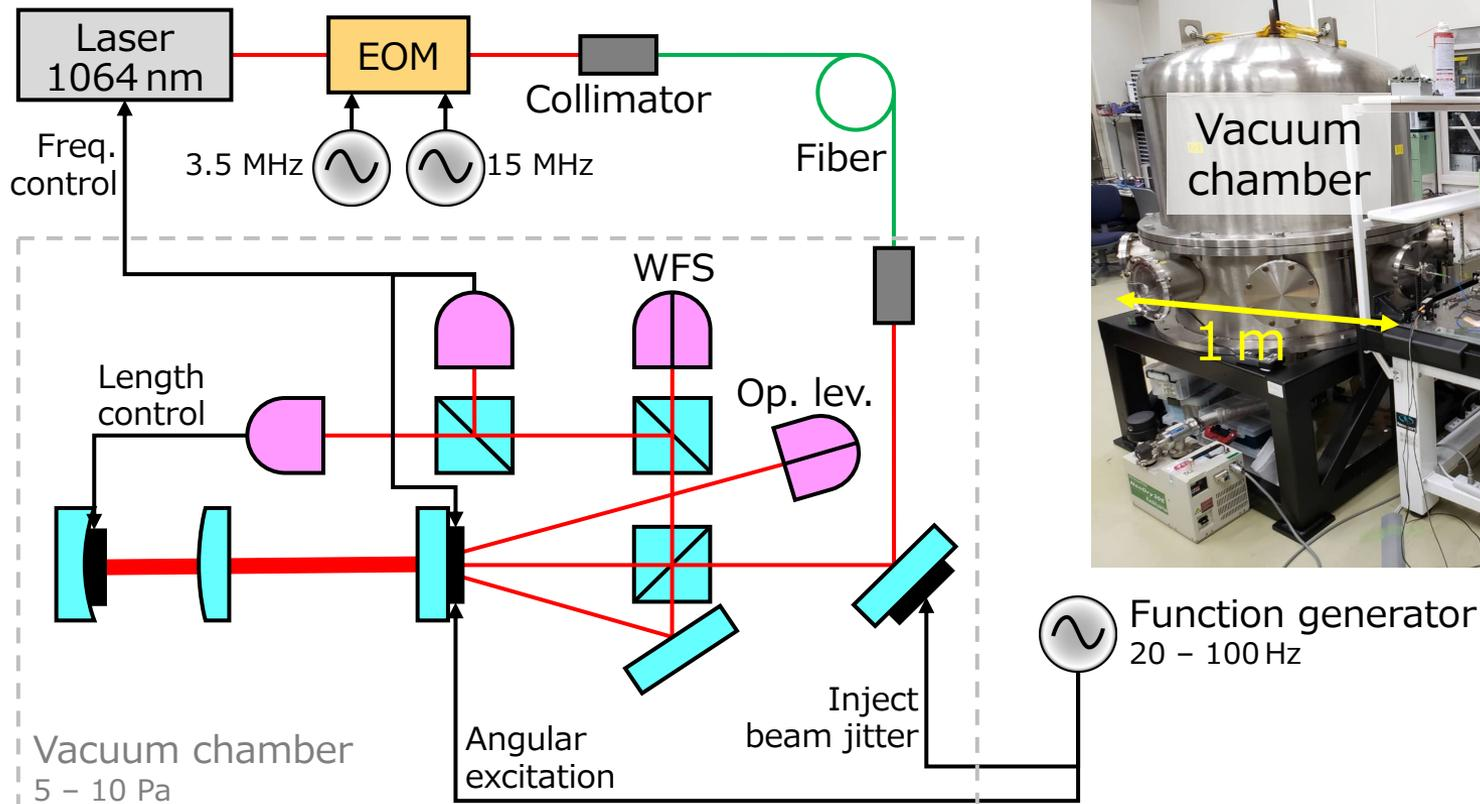 Laser
1064 nm
EOM
Collimator
Fiber
Freq.
control
3.5 MHz
15 MHz
Vacuum
chamber
1 m
WFS
Length
control
Op. lev.
Function generator
20 – 100 Hz
Inject
beam jitter
Angular
excitation
Vacuum chamber
5 – 10 Pa